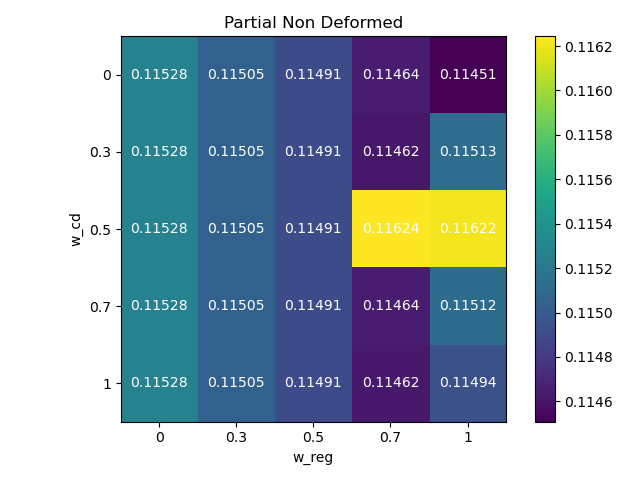 Partial Non Deformed
w_cd
0 0.11528 0.11505 0.11491 0.11464 0.11451
0.3 0.11528 0.11505 0.11491 0.11462 0.11513
0.5 0.11528 0.11505 0.11491 0.11624 0.11622
0.7 0.11528 0.11505 0.11491 0.11464 0.11512
1 0.11528 0.11505 0.11491 0.11462 0.11494
0 0.3 0.5 0.7 1
w_reg
0.1162
0.1160
0.1158
0.1156
0.1154
0.1152
0.1150
0.1148
0.1146